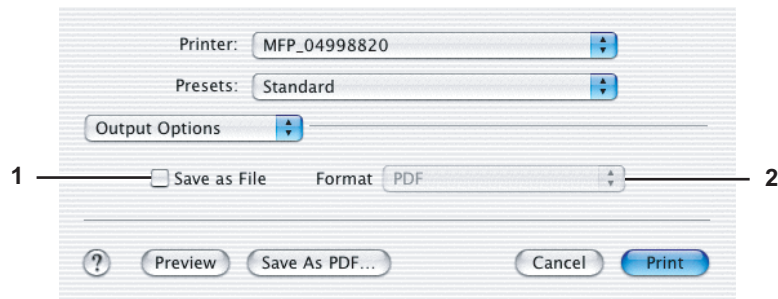 Printer: MFP_04998820
Presets: Standard
Output Options
1 Save as File Format PDF 2
? Preview Save As PDF... Cancel Print